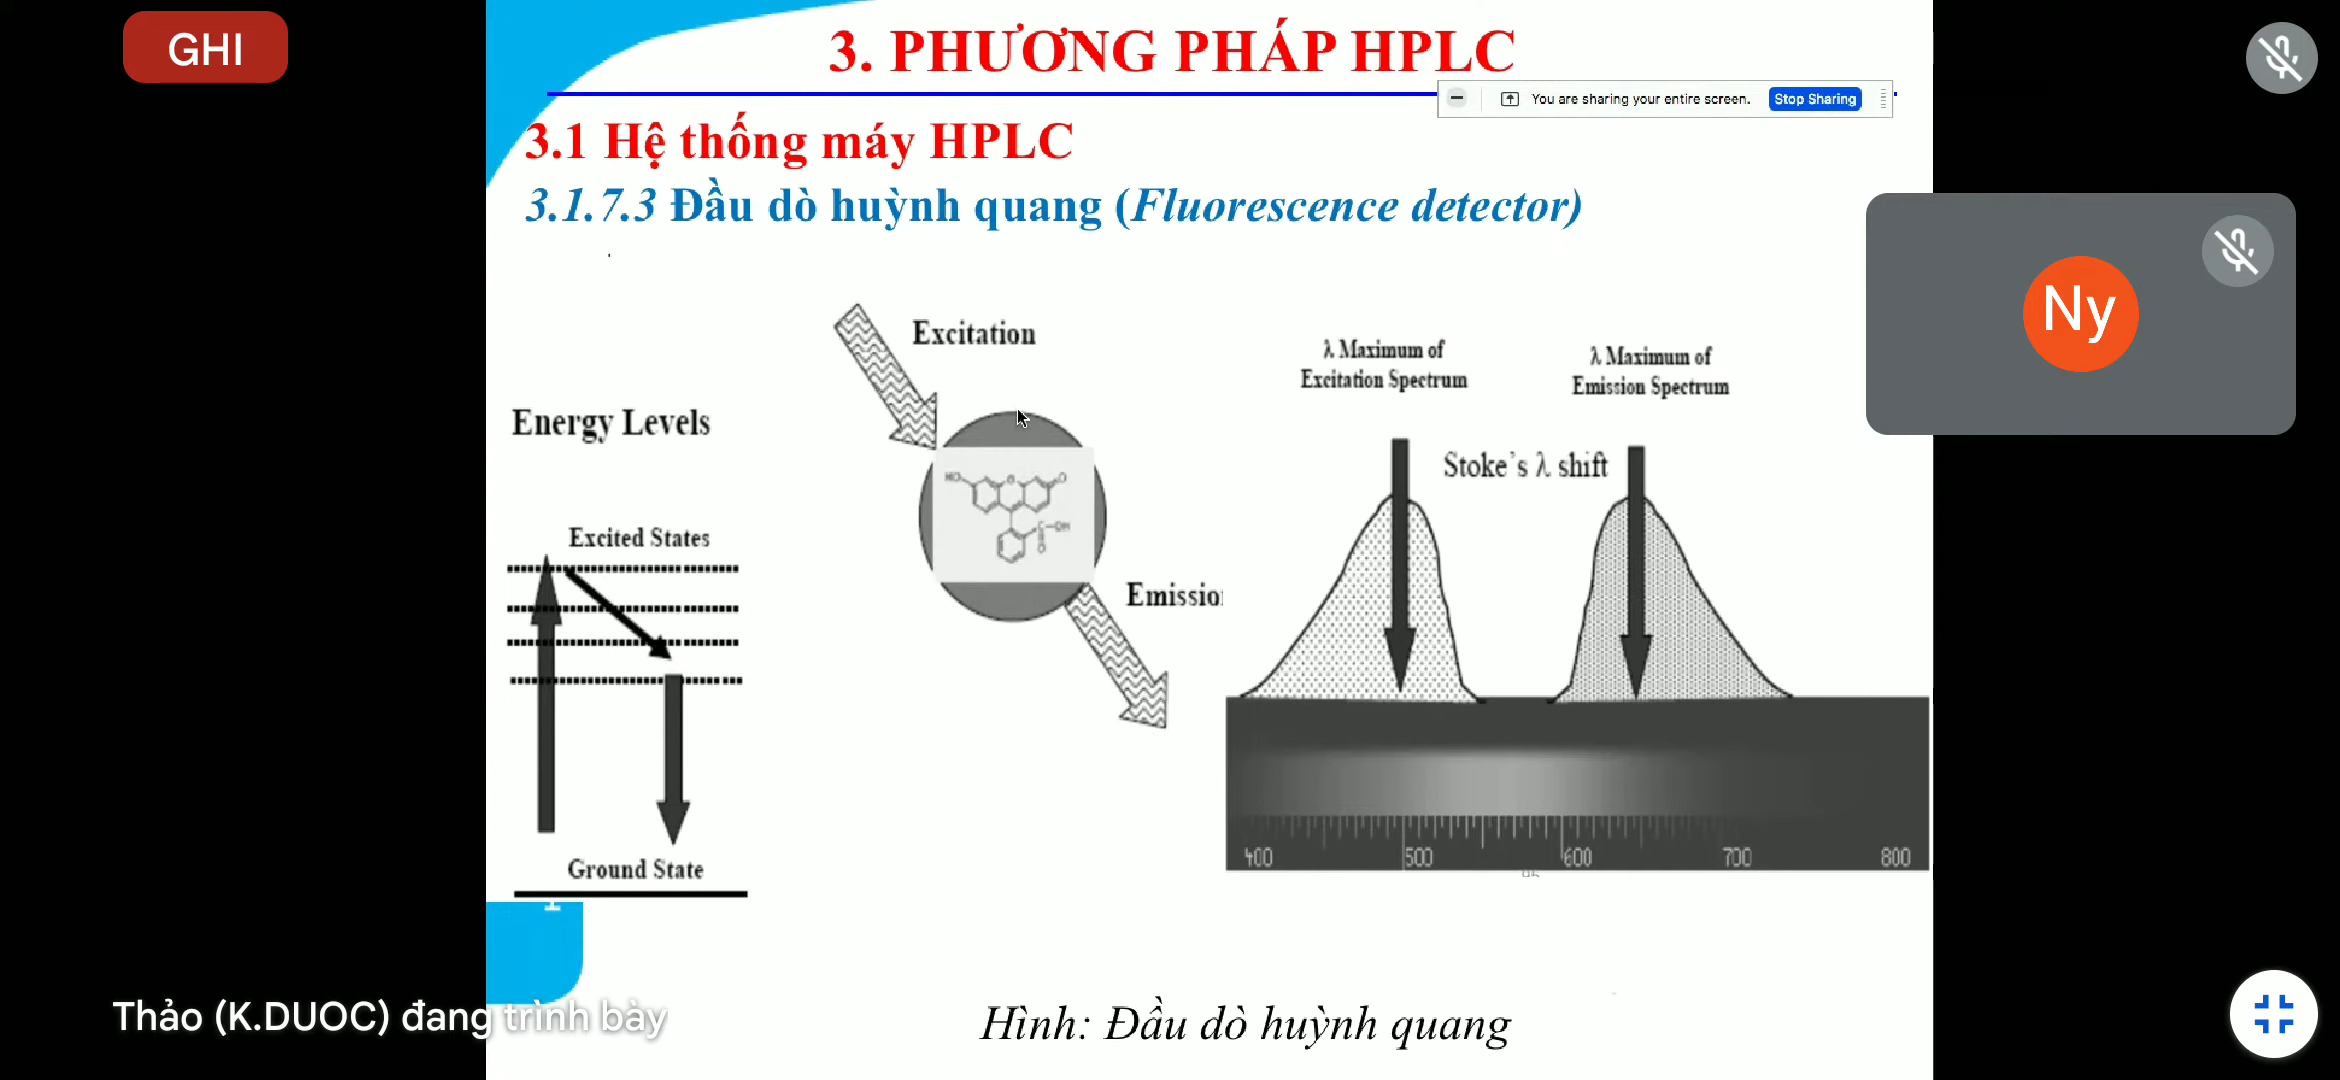 GHI
3. PHƯƠNG PHÁP HPLC
You are sharing your entire screen.
Stop Sharing
3.1 Hệ thống máy HPLC
3.1.7.3 Đầu dò huỳnh quang (Fluorescence detector)
Ny
Excitation
λ Maximum of
Excitation Spectrum
λ Maximum of
Emission Spectrum
Energy Levels
Stoke's λ shift
HO
O
O
C-OH
O
Excited States
Emissio
Ground State
400 500 600 700 800
Thảo (K.DUOC) đang trình bày
Hình: Đầu dò huỳnh quang